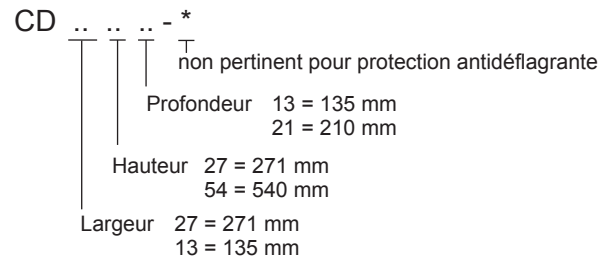 CD .. .. .. - *
non pertinent pour protection antidéflagrante
Profondeur 13 = 135 mm
21 = 210 mm
Hauteur 27 = 271 mm
54 = 540 mm
Largeur 27 = 271 mm
13 = 135 mm